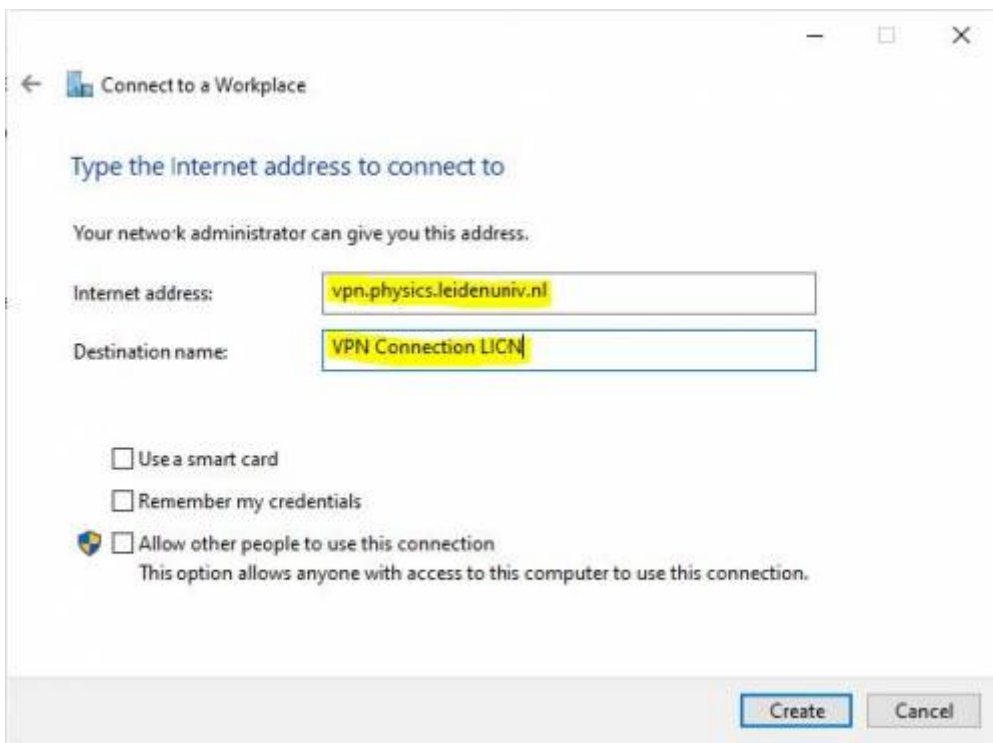 Connect to a Workplace
Type the Internet address to connect to
Your network administrator can give you this address.
Internet address:
vpn.physics.leidenuniv.nl
Destination name:
VPN Connection LICN
Use a smart card
Remember my credentials
Allow other people to use this connection
This option allows anyone with access to this computer to use this connection.
Create
Cancel